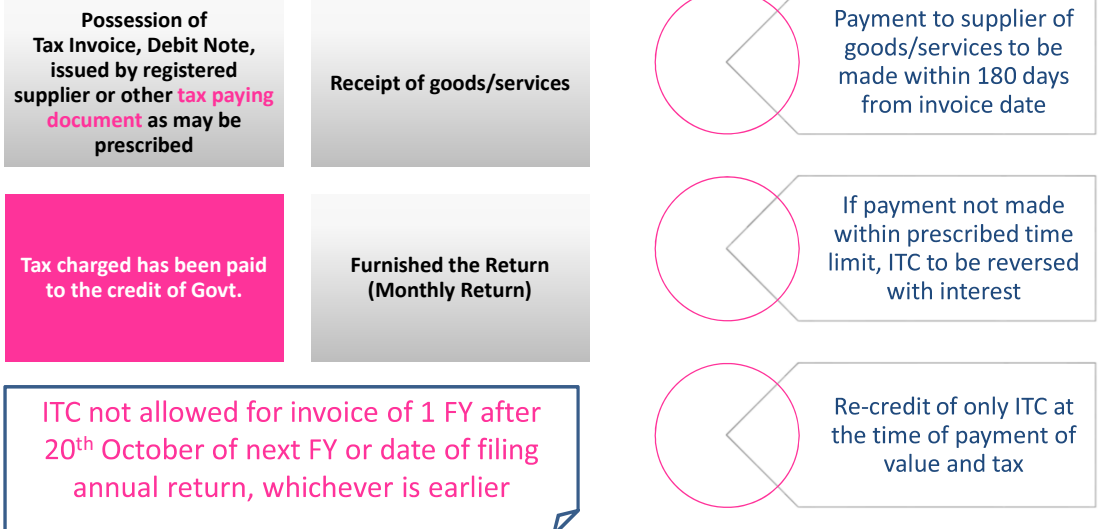 Possession of
Tax Invoice, Debit Note,
issued by registered
supplier or other tax paying
document as may be
prescribed
Receipt of goods/services
Tax charged has been paid
to the credit of Govt.
Furnished the Return
(Monthly Return)
ITC not allowed for invoice of 1 FY after
20th October of next FY or date of filing
annual return, whichever is earlier
Payment to supplier of
goods/services to be
made within 180 days
from invoice date
If payment not made
within prescribed time
limit, ITC to be reversed
with interest
Re-credit of only ITC at
the time of payment of
value and tax